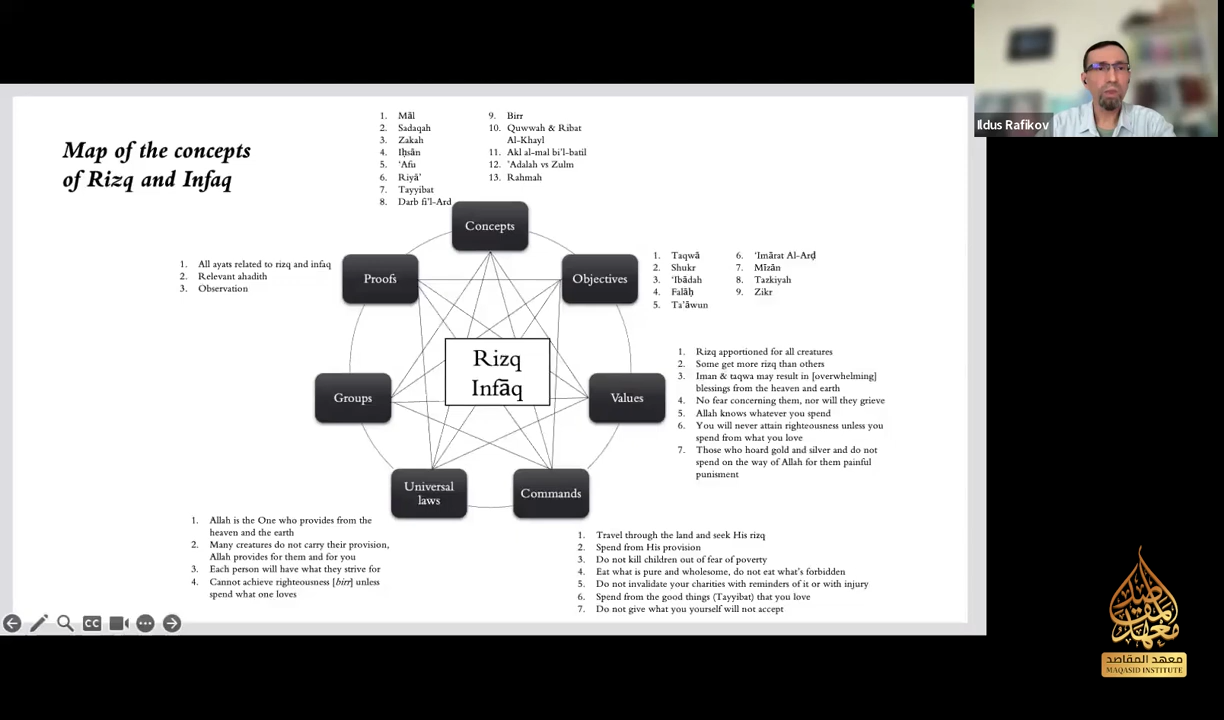 Ildus Rafikov
Map of the concepts
of Rizq and Infaq
1. Māl
2. Sadaqah
3. Zakah
4. Iḥsān
5. ‘Afu
6. Riyā’
7. Tayyibat
8. Darb fi’l-Ard
9. Birr
10. Quwwah & Ribat
Al-Khayl
11. Akl al-mal bi’l-batil
12. ’Adalah vs Zulm
13. Rahmah
Concepts
1. All ayats related to rizq and infaq
2. Relevant ahadith
3. Observation
Proofs
Objectives
1. Taqwā
2. Shukr
3. ‘Ibādah
4. Falāḥ
5. Ta’āwun
6. ‘Imārat Al-Arḍ
7. Mīzān
8. Tazkiyah
9. Zikr
Rizq
Infāq
Groups
Values
1. Rizq apportioned for all creatures
2. Some get more rizq than others
3. Iman & taqwa may result in [overwhelming]
blessings from the heaven and earth
4. No fear concerning them, nor will they grieve
5. Allah knows whatever you spend
6. You will never attain righteousness unless you
spend from what you love
7. Those who hoard gold and silver and do not
spend on the way of Allah for them painful
punisment
Universal
laws
Commands
1. Allah is the One who provides from the
heaven and the earth
2. Many creatures do not carry their provision,
Allah provides for them and for you
3. Each person will have what they strive for
4. Cannot achieve righteousness [birr] unless
spend what one loves
1. Travel through the land and seek His rizq
2. Spend from His provision
3. Do not kill children out of fear of poverty
4. Eat what is pure and wholesome, do not eat what’s forbidden
5. Do not invalidate your charities with reminders of it or with injury
6. Spend from the good things (Tayyibat) that you love
7. Do not give what you yourself will not accept
CC
معهد المقاصد
معهد المقاصد
MAQASID INSTITUTE